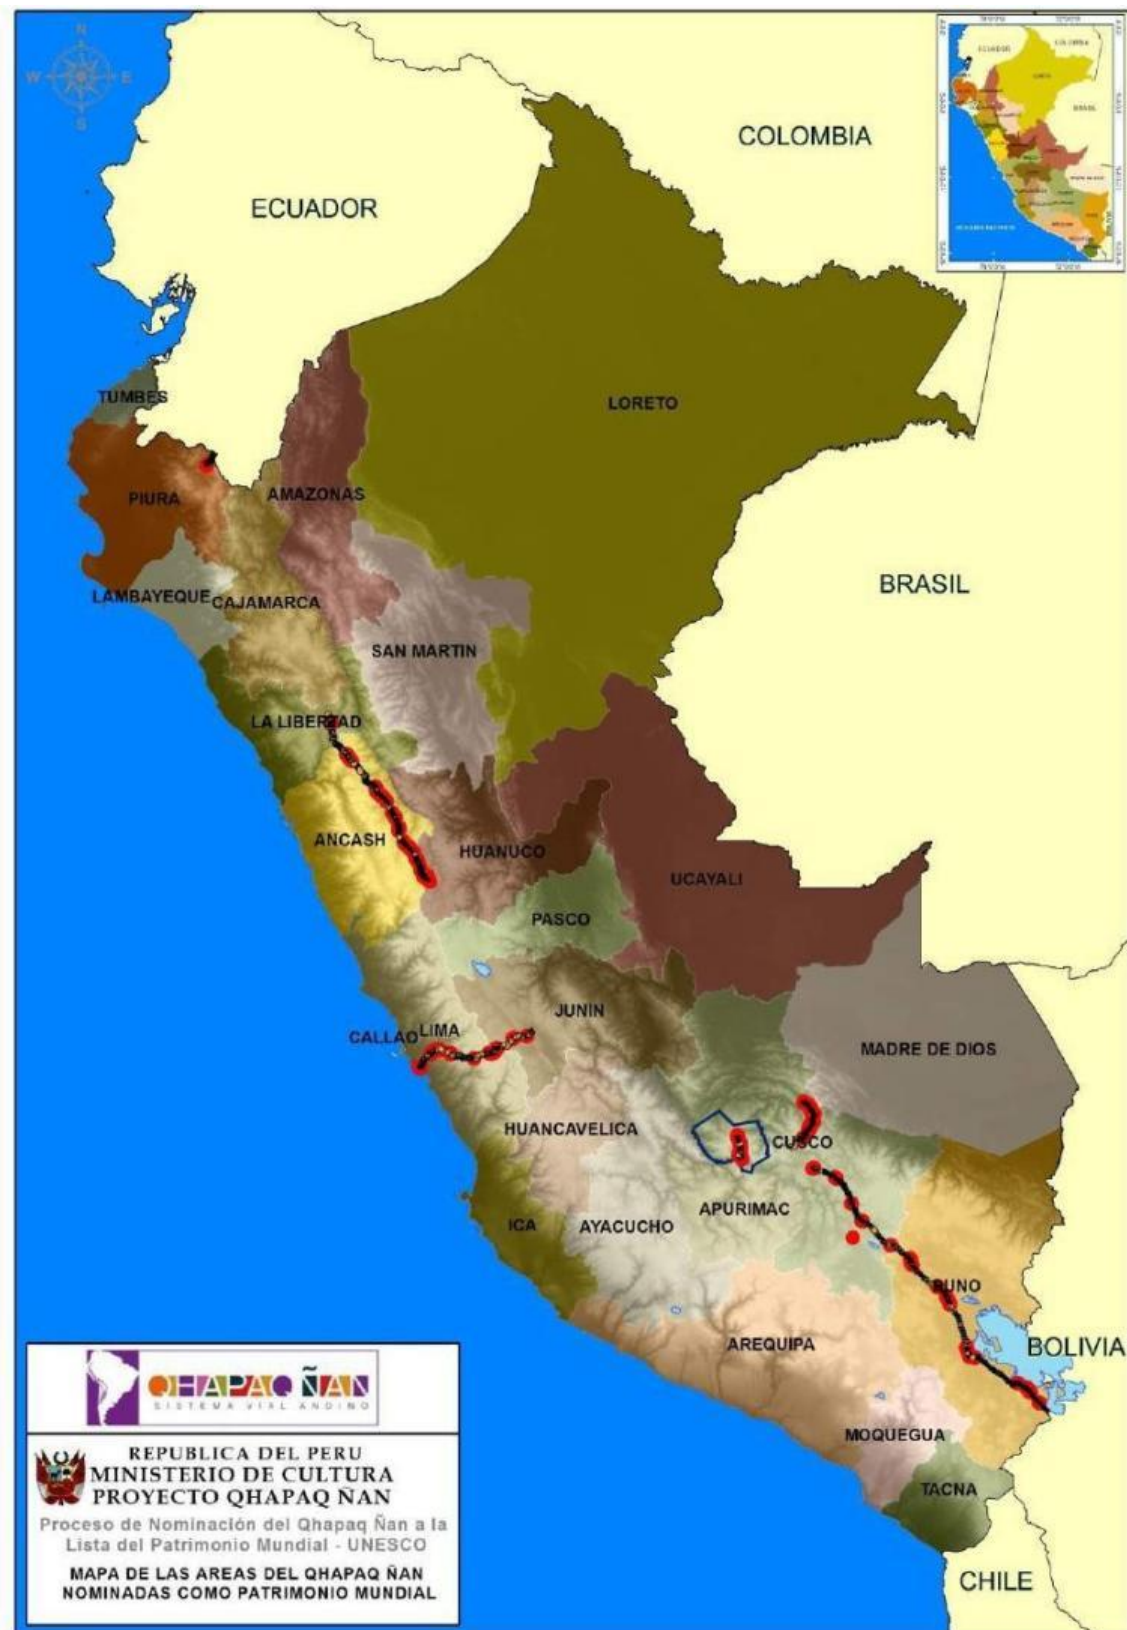 N
W E
S
COLOMBIA
ECUADOR
TUMBES
LORETO
PIURA
AMAZONAS
BRASIL
LAMBAYEQUE
CAJAMARCA
SAN MARTIN
LA LIBERTAD
ANCASH
HUANUCO
UCAYALI
PASCO
JUNIN
CALLAO
LIMA
MADRE DE DIOS
HUANCAVELICA
CUSCO
APURIMAC
ICA
AYACUCHO
PUNO
AREQUIPA
BOLIVIA
MOQUEGUA
TACNA
CHILE
QHAPAQ ÑAN
SISTEMA VIAL ANDINO
REPUBLICA DEL PERU
MINISTERIO DE CULTURA
PROYECTO QHAPAQ ÑAN
Proceso de Nominación del Qhapaq Ñan a la
Lista del Patrimonio Mundial - UNESCO
MAPA DE LAS AREAS DEL QHAPAQ ÑAN
NOMINADAS COMO PATRIMONIO MUNDIAL
ECUADOR
COLOMBIA
BRASIL